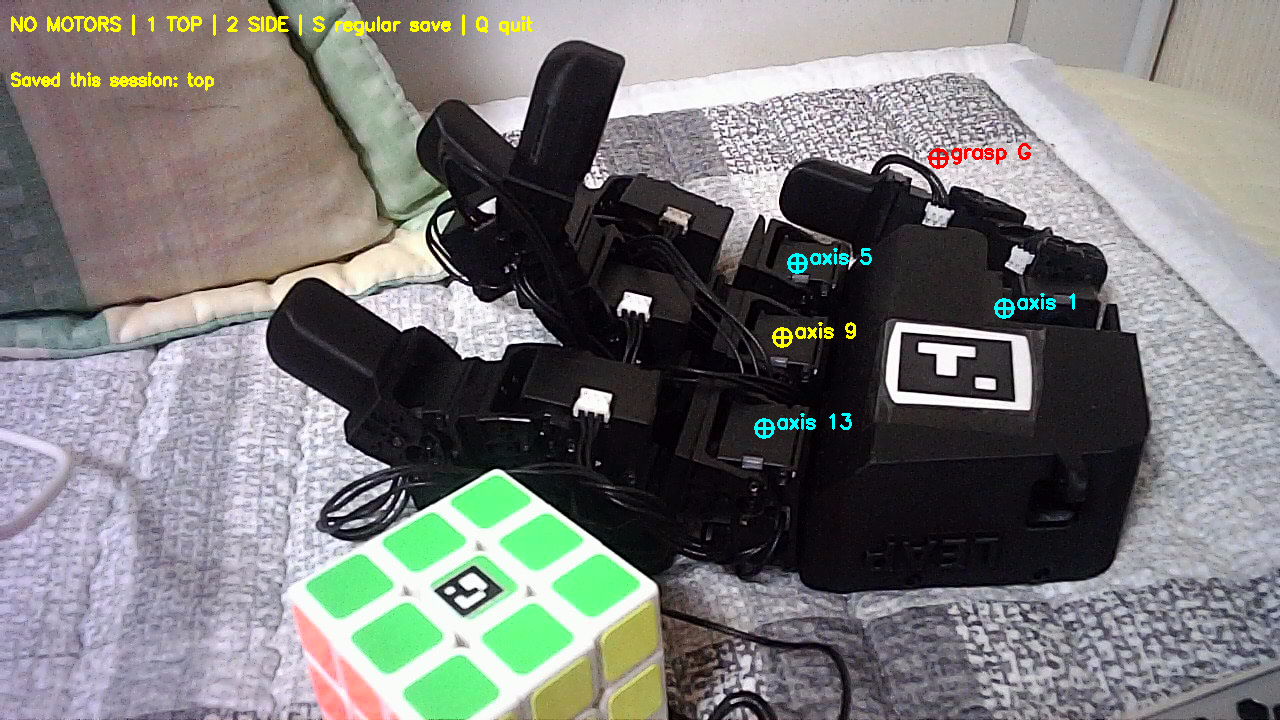 NO MOTORS | 1 TOP | 2 SIDE | S regular save | Q quit
Saved this session: top
grasp G
axis 5
axis 1
axis 9
axis 13
LEAP